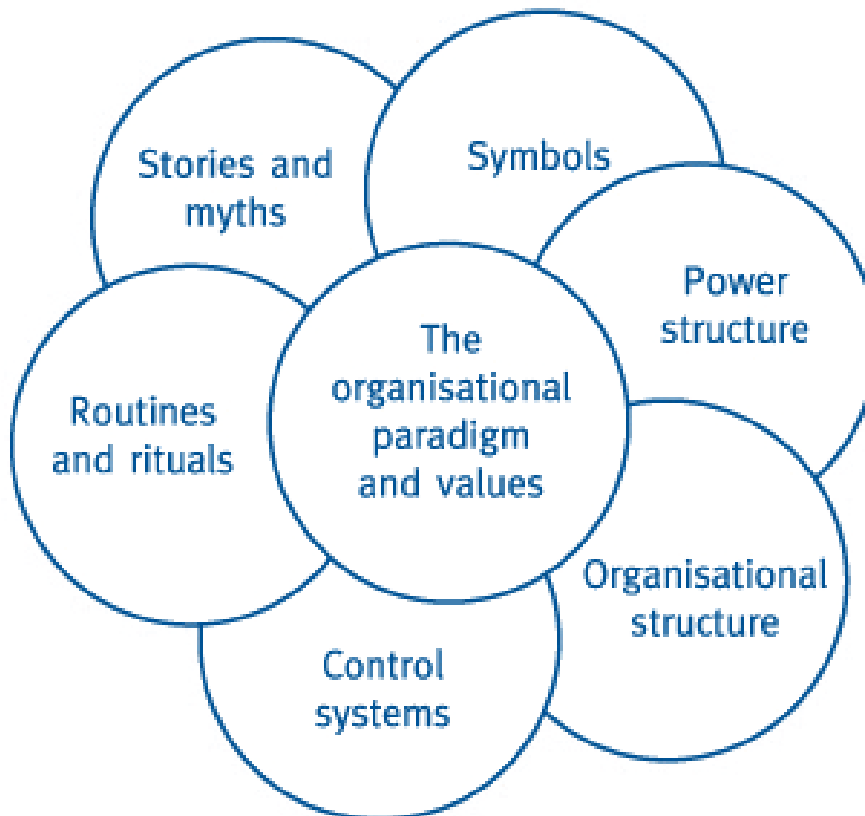 Stories and
myths
Symbols
Power
structure
The
organisational
paradigm
and values
Routines
and rituals
Organisational
structure
Control
systems